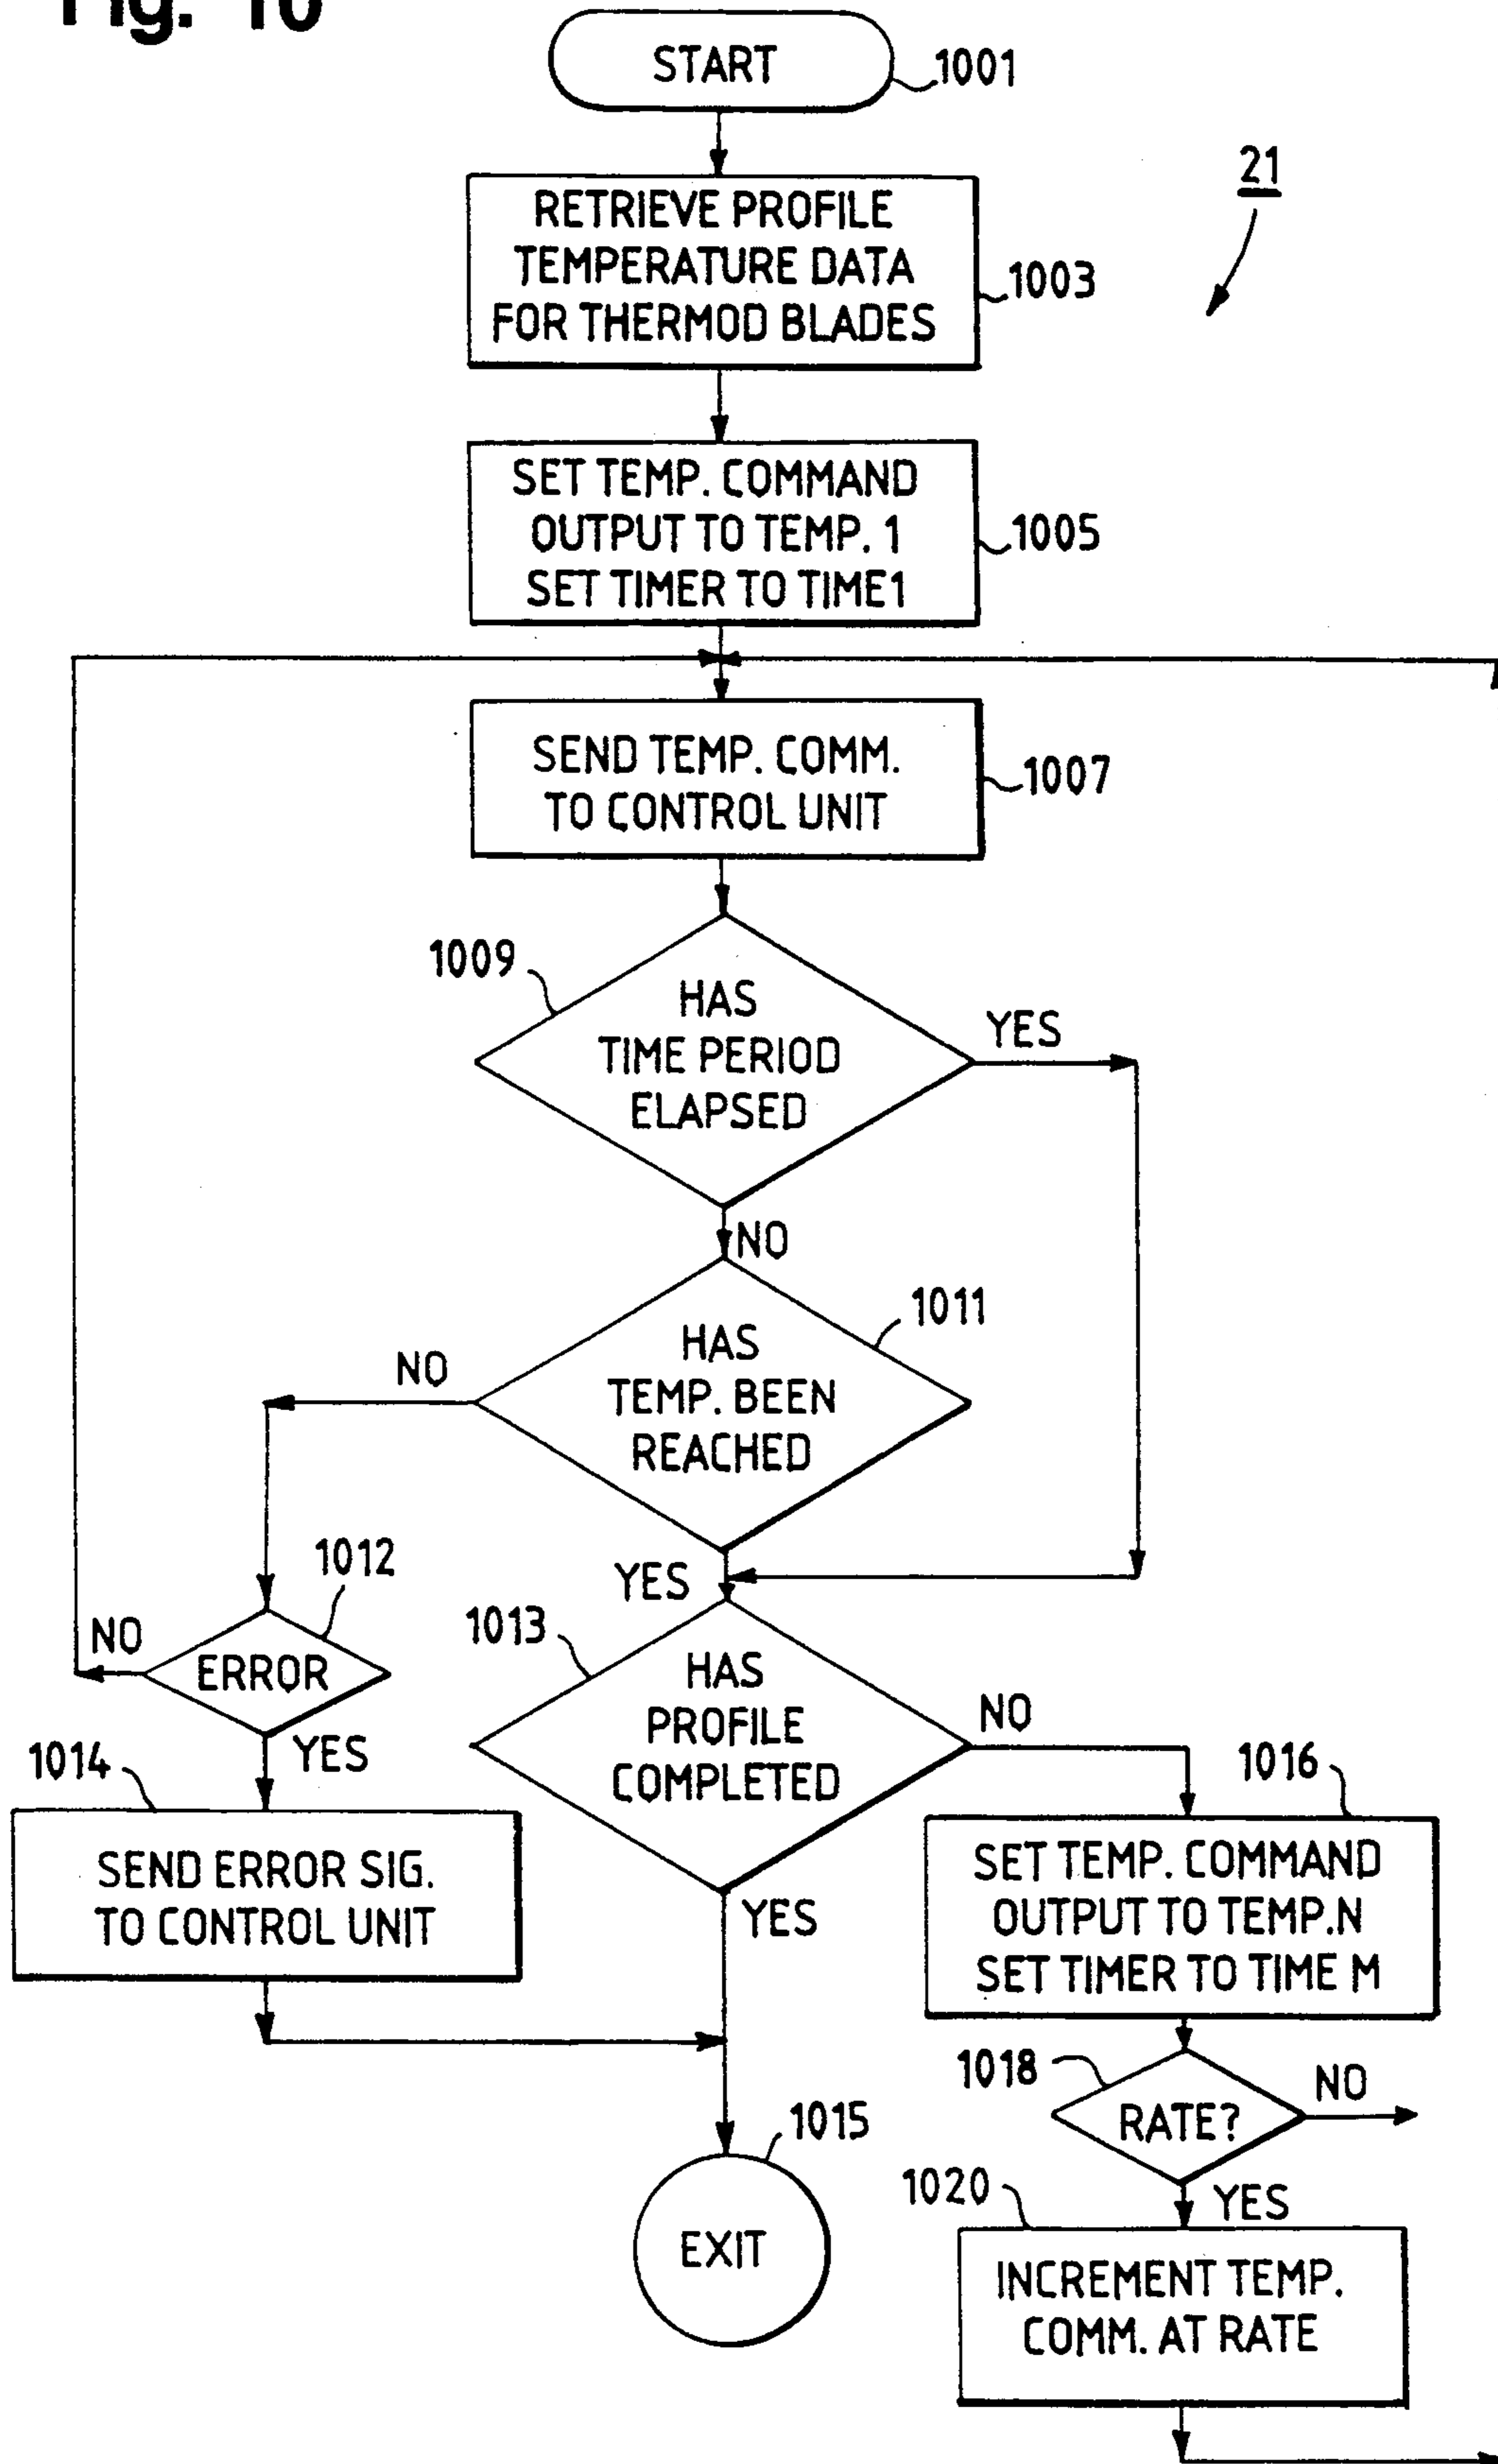 Fig. 10
START
1001
21
RETRIEVE PROFILE
TEMPERATURE DATA
FOR THERMOD BLADES
1003
SET TEMP. COMMAND
OUTPUT TO TEMP. 1
SET TIMER TO TIME1
1005
SEND TEMP. COMM.
TO CONTROL UNIT
1007
1009
HAS
TIME PERIOD
ELAPSED
YES
NO
1011
HAS
TEMP. BEEN
REACHED
NO
YES
1012
ERROR
NO
YES
1013
HAS
PROFILE
COMPLETED
NO
YES
1014
SEND ERROR SIG.
TO CONTROL UNIT
1016
SET TEMP. COMMAND
OUTPUT TO TEMP.N
SET TIMER TO TIME M
1018
RATE?
NO
YES
1015
EXIT
1020
INCREMENT TEMP.
COMM. AT RATE